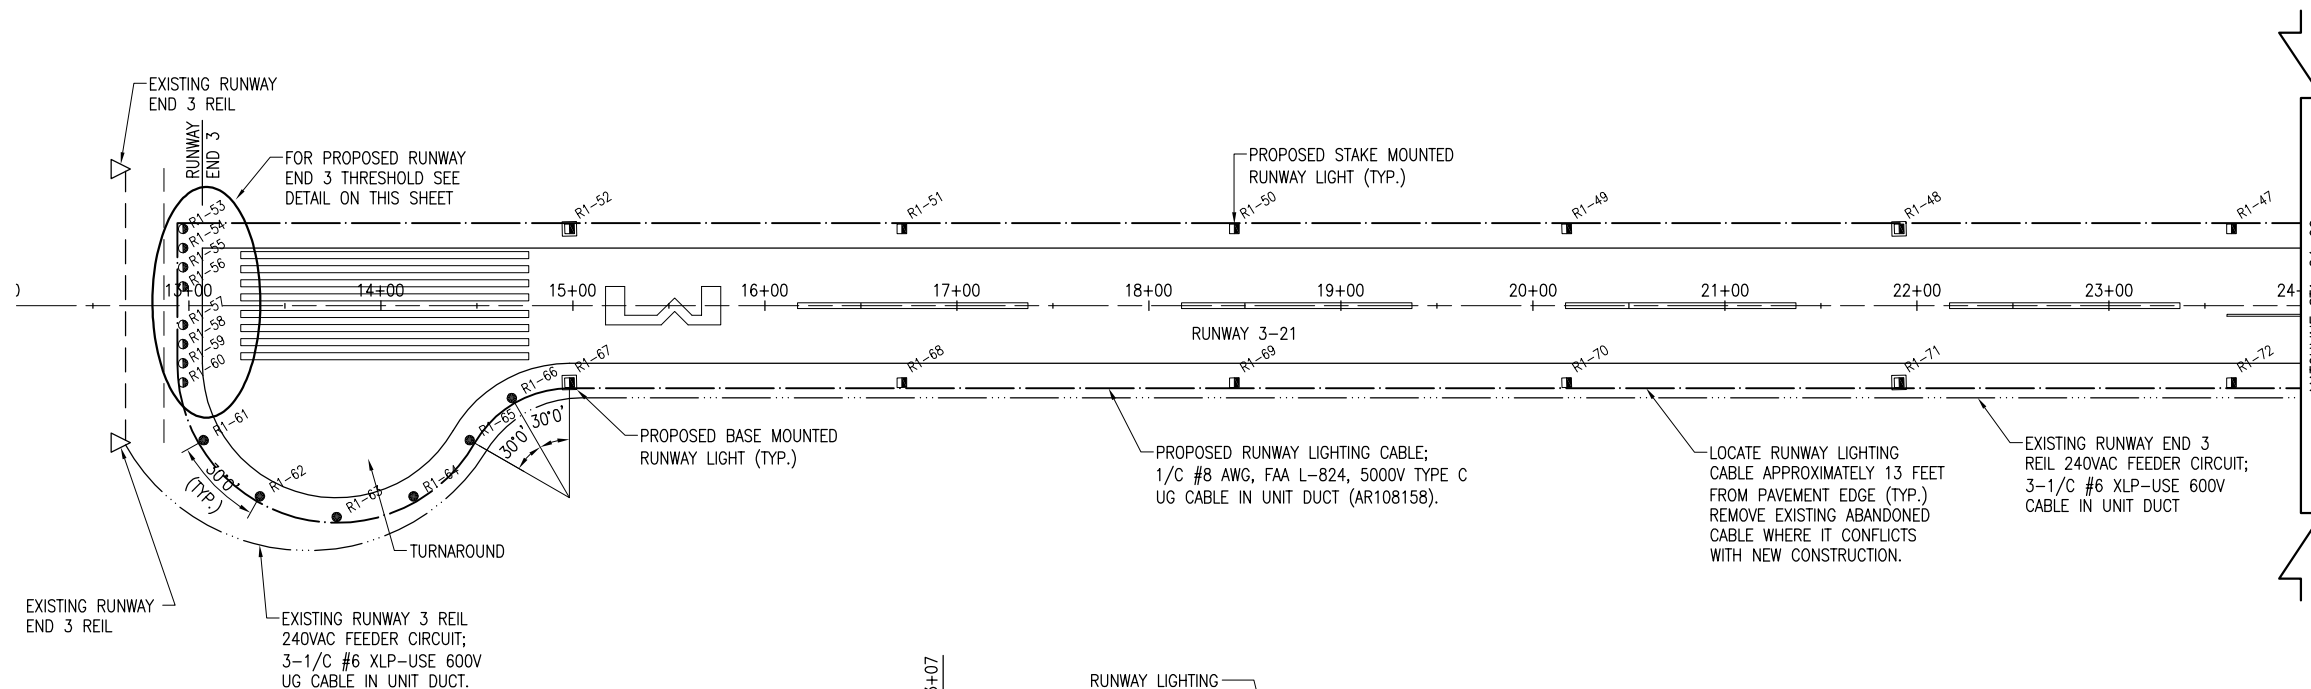 EXISTING RUNWAY
END 3 REIL
RUNWAY
END 3
FOR PROPOSED RUNWAY
END 3 THRESHOLD SEE
DETAIL ON THIS SHEET
PROPOSED STAKE MOUNTED
RUNWAY LIGHT (TYP.)
R1-53
R1-54
R1-55
R1-56
R1-57
R1-58
R1-59
R1-60
R1-52
R1-51
R1-50
R1-49
R1-48
R1-47
13+00
14+00
15+00
16+00
17+00
18+00
19+00
20+00
21+00
22+00
23+00
24
RUNWAY 3-21
R1-61
R1-62
R1-63
R1-64
R1-65
R1-66
R1-67
R1-68
R1-69
R1-70
R1-71
R1-72
30°0'
(TYP.)
30°0'
30°0'
PROPOSED BASE MOUNTED
RUNWAY LIGHT (TYP.)
PROPOSED RUNWAY LIGHTING CABLE;
1/C #8 AWG, FAA L-824, 5000V TYPE C
UG CABLE IN UNIT DUCT (AR108158).
LOCATE RUNWAY LIGHTING
CABLE APPROXIMATELY 13 FEET
FROM PAVEMENT EDGE (TYP.)
REMOVE EXISTING ABANDONED
CABLE WHERE IT CONFLICTS
WITH NEW CONSTRUCTION.
EXISTING RUNWAY END 3
REIL 240VAC FEEDER CIRCUIT;
3-1/C #6 XLP-USE 600V
CABLE IN UNIT DUCT
TURNAROUND
EXISTING RUNWAY
END 3 REIL
EXISTING RUNWAY 3 REIL
240VAC FEEDER CIRCUIT;
3-1/C #6 XLP-USE 600V
UG CABLE IN UNIT DUCT.
+07
RUNWAY LIGHTING